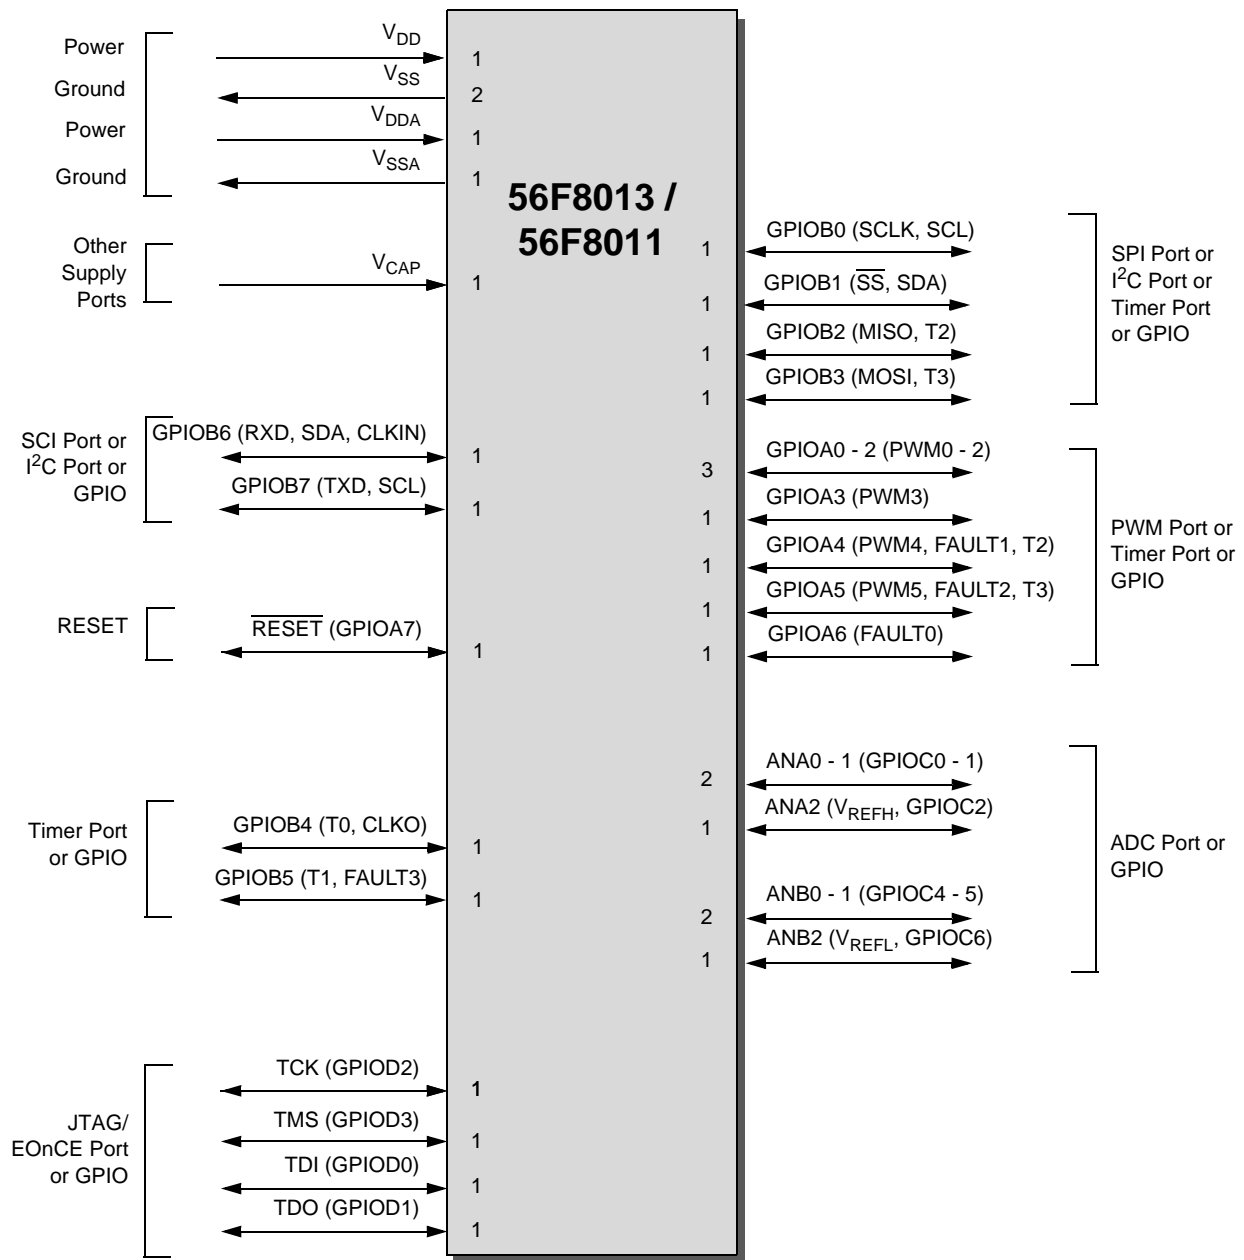 Power
V_DD
1
Ground
V_SS
2
Power
V_DDA
1
Ground
V_SSA
1
56F8013 /
56F8011
Other
Supply
Ports
V_CAP
1
SCI Port or
I²C Port or
GPIO
GPIOB6 (RXD, SDA, CLKIN)
1
GPIOB7 (TXD, SCL)
1
RESET
R̅E̅S̅E̅T̅ (GPIOA7)
1
Timer Port
or GPIO
GPIOB4 (T0, CLKO)
1
GPIOB5 (T1, FAULT3)
1
JTAG/
EOnCE Port
or GPIO
TCK (GPIOD2)
1
TMS (GPIOD3)
1
TDI (GPIOD0)
1
TDO (GPIOD1)
1
GPIOB0 (SCLK, SCL)
1
GPIOB1 (S̅S̅, SDA)
1
GPIOB2 (MISO, T2)
1
GPIOB3 (MOSI, T3)
1
SPI Port or
I²C Port or
Timer Port
or GPIO
GPIOA0 - 2 (PWM0 - 2)
3
GPIOA3 (PWM3)
1
GPIOA4 (PWM4, FAULT1, T2)
1
GPIOA5 (PWM5, FAULT2, T3)
1
GPIOA6 (FAULT0)
1
PWM Port or
Timer Port or
GPIO
ANA0 - 1 (GPIOC0 - 1)
2
ANA2 (V_REFH, GPIOC2)
1
ANB0 - 1 (GPIOC4 - 5)
2
ANB2 (V_REFL, GPIOC6)
1
ADC Port or
GPIO